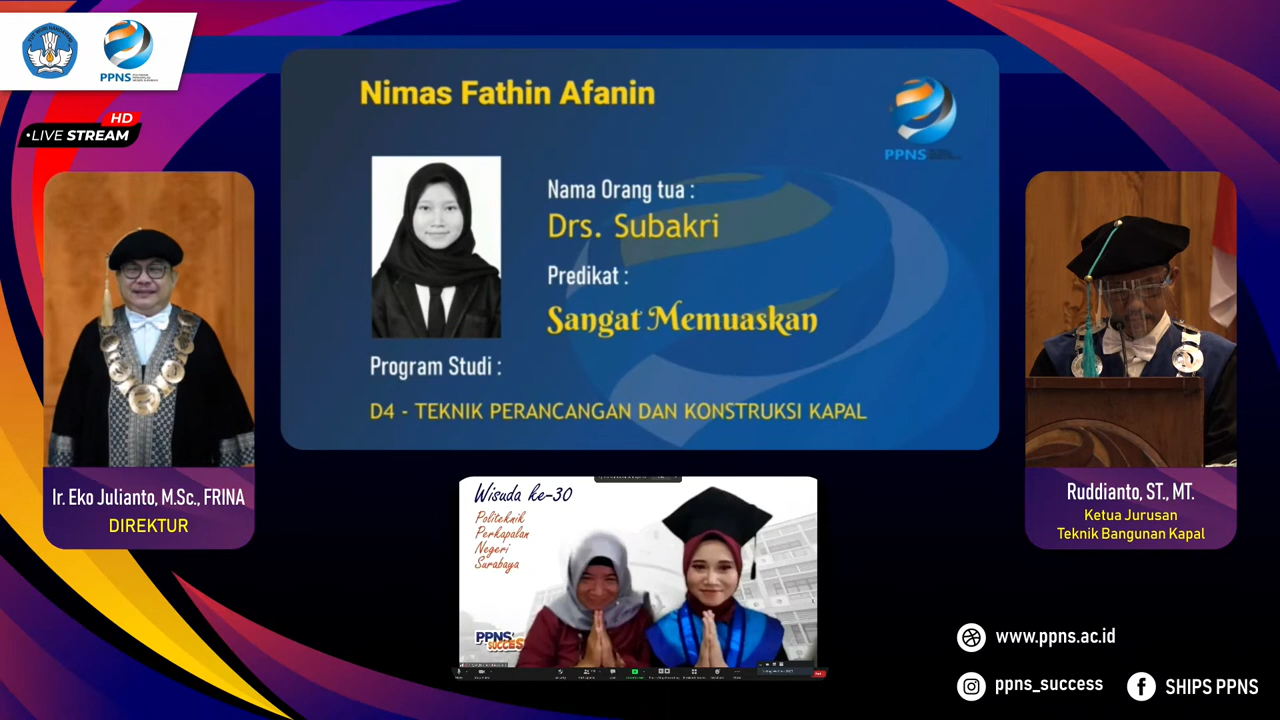 PPNS
HD
•LIVE STREAM
Nimas Fathin Afanin
PPNS
Nama Orang tua :
Drs. Subakri
Predikat :
Sangat Memuaskan
Program Studi :
D4 - TEKNIK PERANCANGAN DAN KONSTRUKSI KAPAL
Ir. Eko Julianto, M.Sc., FRINA
DIREKTUR
Ruddianto, ST., MT.
Ketua Jurusan
Teknik Bangunan Kapal
Wisuda ke-30
Politeknik
Perkapalan
Negeri
Surabaya
PPNS
SUCCES
www.ppns.ac.id
ppns_success
SHIPS PPNS